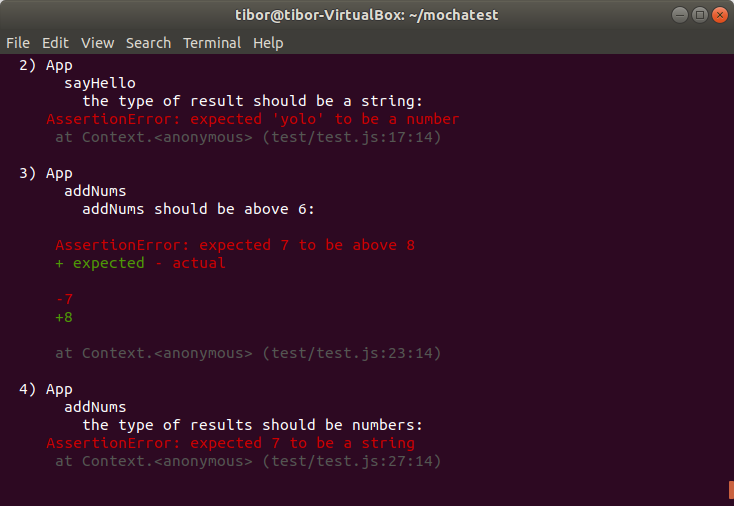 tibor@tibor-VirtualBox: ~/mochatest
File Edit View Search Terminal Help
2) App
sayHello
the type of result should be a string:
AssertionError: expected 'yolo' to be a number
at Context.<anonymous> (test/test.js:17:14)
3) App
addNums
addNums should be above 6:
AssertionError: expected 7 to be above 8
+ expected - actual
-7
+8
at Context.<anonymous> (test/test.js:23:14)
4) App
addNums
the type of results should be numbers:
AssertionError: expected 7 to be a string
at Context.<anonymous> (test/test.js:27:14)